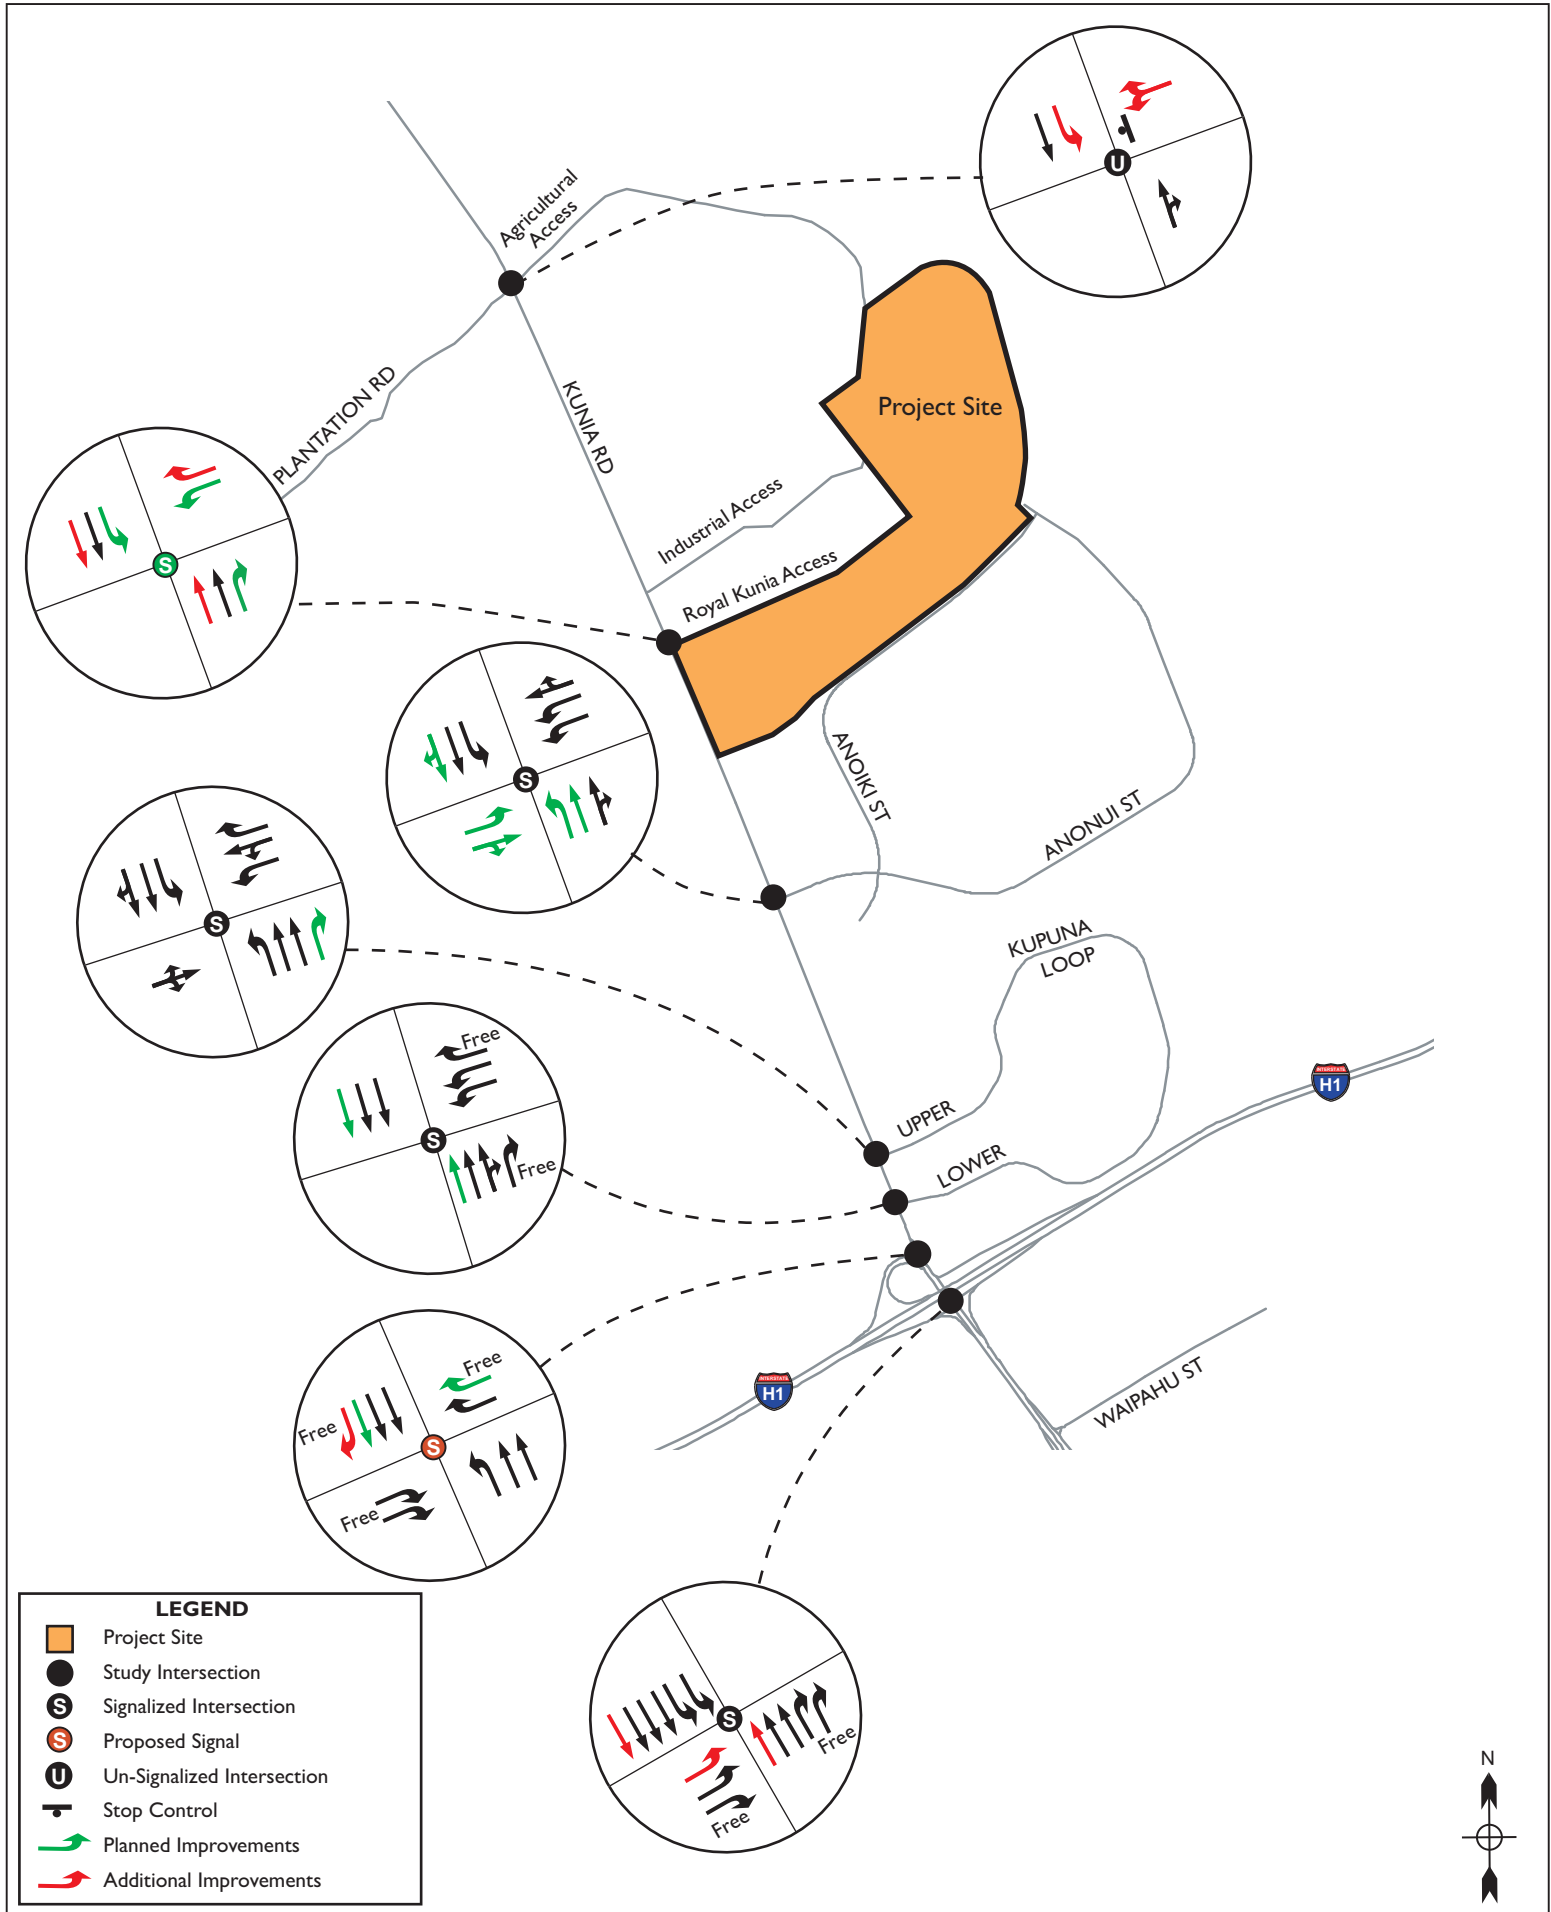 U
Agricultural
Access
PLANTATION RD
KUNIA RD
Project Site
Industrial Access
Royal Kunia Access
S
S
ANOIKI ST
ANONUI ST
S
KUPUNA
LOOP
Free
S
Free
UPPER
LOWER
INTERSTATE
H1
Free
Free
S
Free
INTERSTATE
H1
WAIPAHU ST
S
Free
Free
LEGEND
Project Site
Study Intersection
S Signalized Intersection
S Proposed Signal
U Un-Signalized Intersection
Stop Control
Planned Improvements
Additional Improvements
N